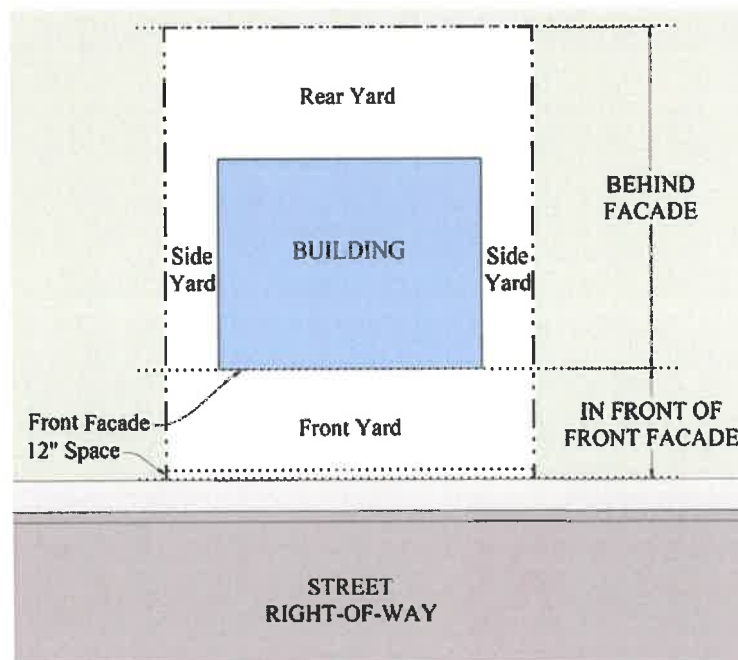 Rear Yard
BEHIND
FACADE
Side
Yard
BUILDING
Side
Yard
Front Facade
12" Space
Front Yard
IN FRONT OF
FRONT FACADE
STREET
RIGHT-OF-WAY